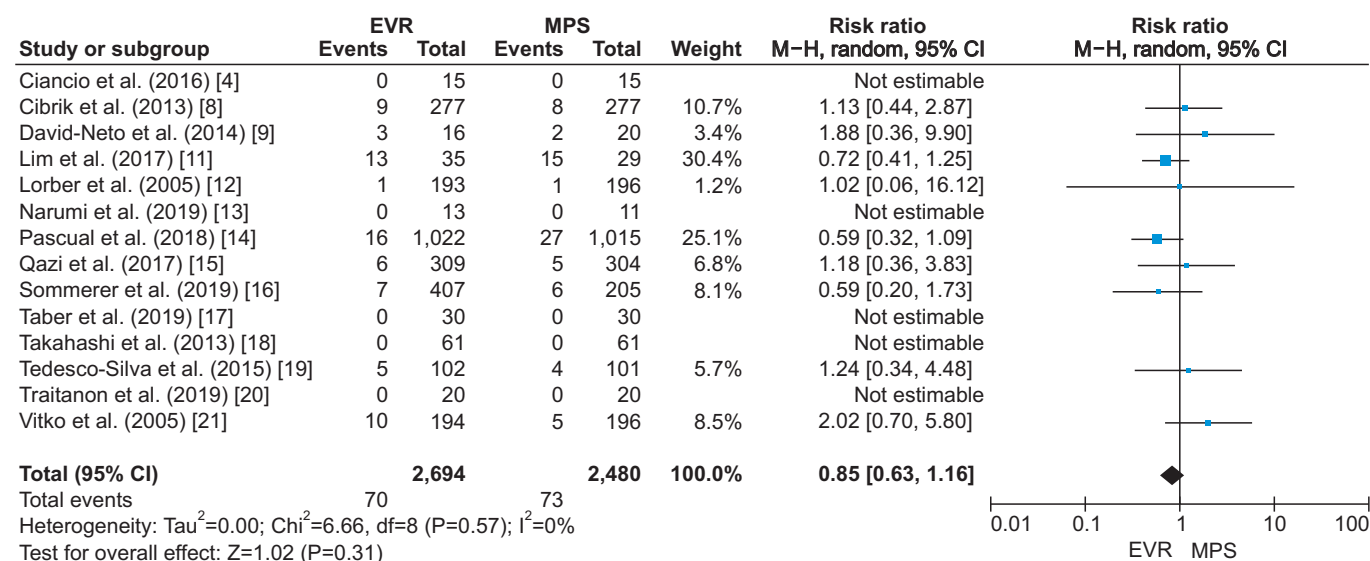 EVR MPS Risk ratio Risk ratio
Study or subgroup Events Total Events Total Weight M−H, random, 95% CI M−H, random, 95% CI
Ciancio et al. (2016) [4] 0 15 0 15 Not estimable
Cibrik et al. (2013) [8] 9 277 8 277 10.7% 1.13 [0.44, 2.87]
David-Neto et al. (2014) [9] 3 16 2 20 3.4% 1.88 [0.36, 9.90]
Lim et al. (2017) [11] 13 35 15 29 30.4% 0.72 [0.41, 1.25]
Lorber et al. (2005) [12] 1 193 1 196 1.2% 1.02 [0.06, 16.12]
Narumi et al. (2019) [13] 0 13 0 11 Not estimable
Pascual et al. (2018) [14] 16 1,022 27 1,015 25.1% 0.59 [0.32, 1.09]
Qazi et al. (2017) [15] 6 309 5 304 6.8% 1.18 [0.36, 3.83]
Sommerer et al. (2019) [16] 7 407 6 205 8.1% 0.59 [0.20, 1.73]
Taber et al. (2019) [17] 0 30 0 30 Not estimable
Takahashi et al. (2013) [18] 0 61 0 61 Not estimable
Tedesco-Silva et al. (2015) [19] 5 102 4 101 5.7% 1.24 [0.34, 4.48]
Traitanon et al. (2019) [20] 0 20 0 20 Not estimable
Vitko et al. (2005) [21] 10 194 5 196 8.5% 2.02 [0.70, 5.80]
Total (95% CI) 2,694 2,480 100.0% 0.85 [0.63, 1.16]
Total events 70 73
Heterogeneity: Tau²=0.00; Chi²=6.66, df=8 (P=0.57); I²=0%
Test for overall effect: Z=1.02 (P=0.31)
0.01 0.1 1 10 100
EVR MPS